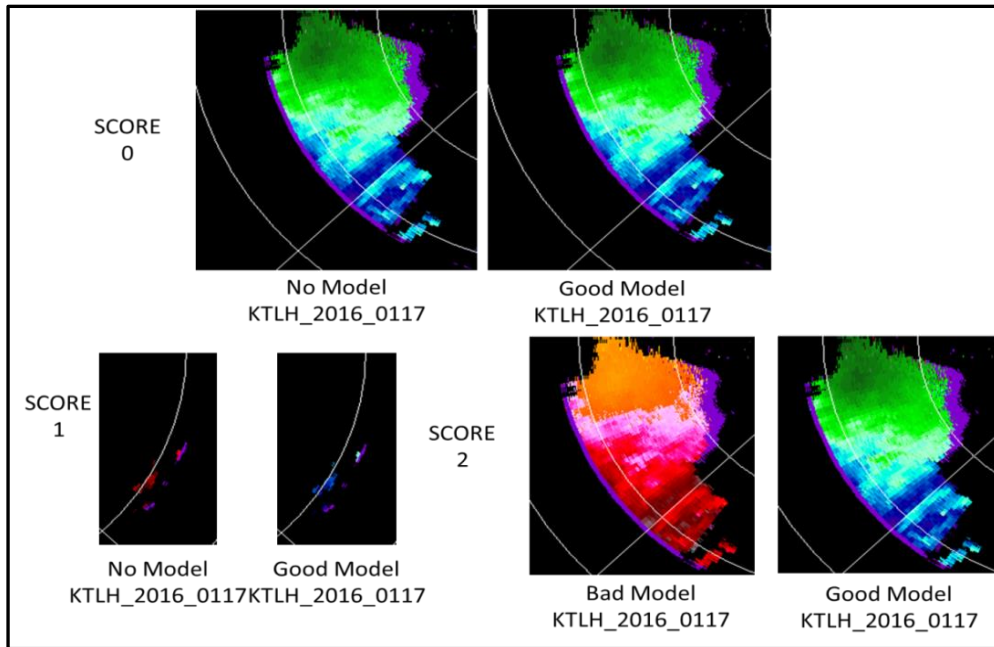 SCORE
0
No Model
KTLH_2016_0117
Good Model
KTLH_2016_0117
SCORE
1
No Model
KTLH_2016_0117
Good Model
KTLH_2016_0117
SCORE
2
Bad Model
KTLH_2016_0117
Good Model
KTLH_2016_0117